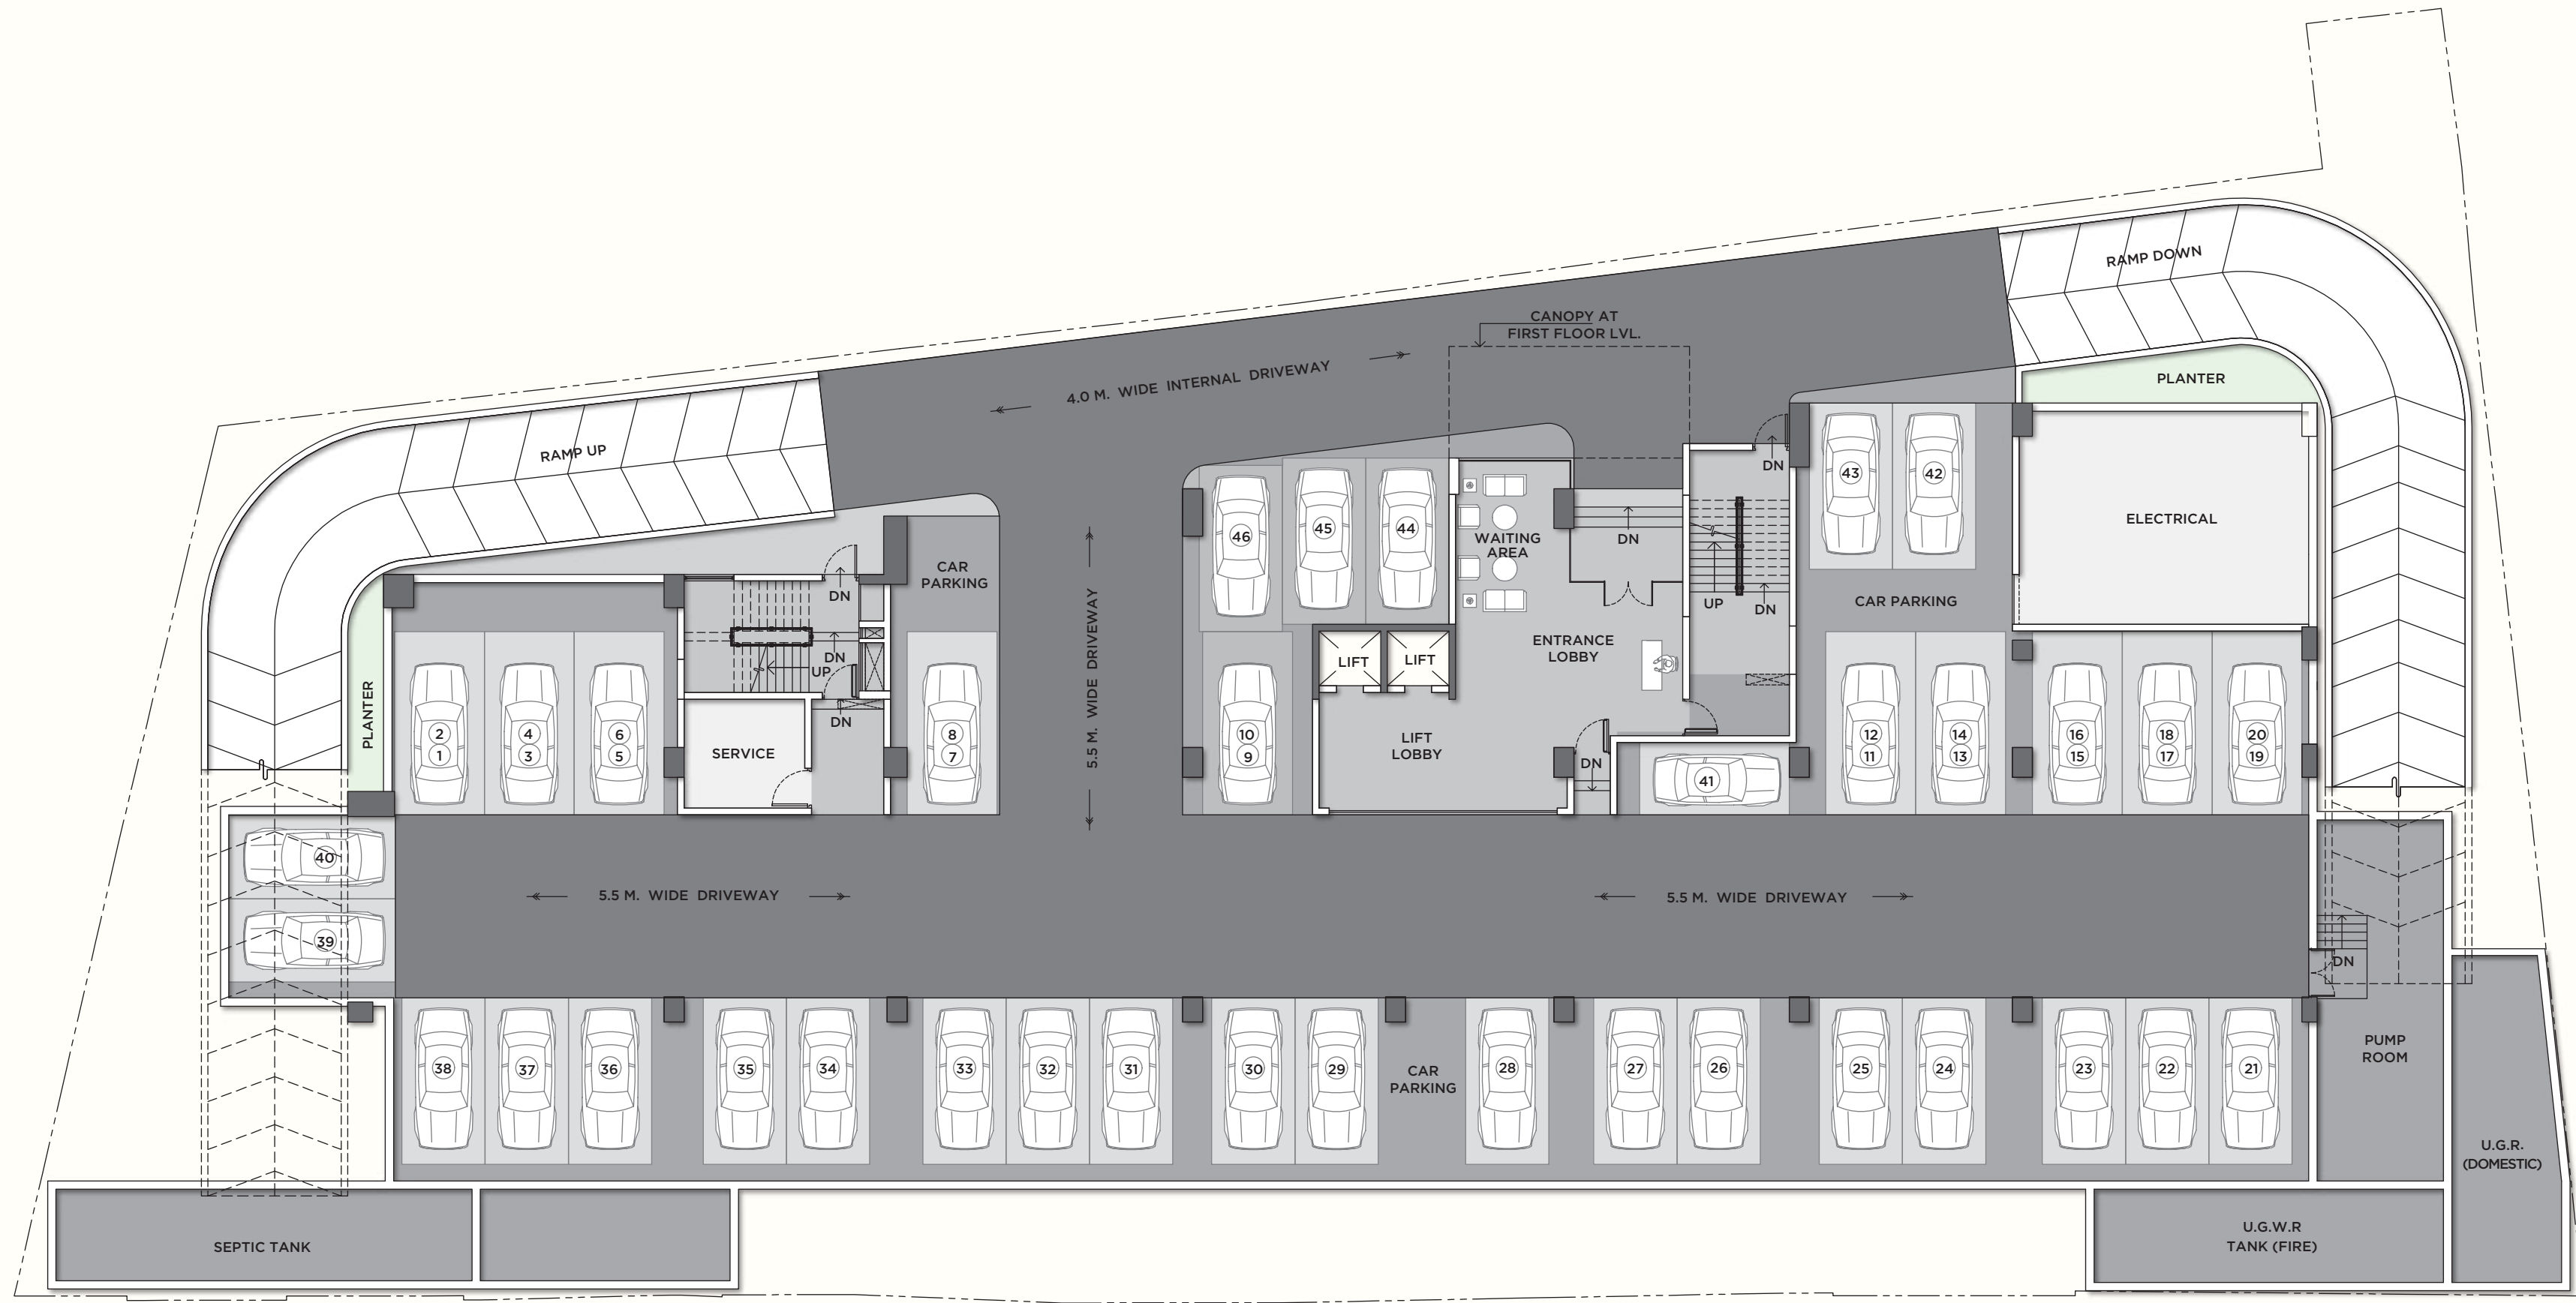 RAMP DOWN
CANOPY AT
FIRST FLOOR LVL.
4.0 M. WIDE INTERNAL DRIVEWAY
PLANTER
RAMP UP
43
42
DN
ELECTRICAL
46
45
44
WAITING
AREA
DN
CAR
PARKING
DN
UP
DN
CAR PARKING
5.5 M. WIDE DRIVEWAY
ENTRANCE
LOBBY
LIFT
LIFT
DN
UP
PLANTER
DN
2
1
4
3
6
5
SERVICE
8
7
10
9
LIFT
LOBBY
DN
41
12
11
14
13
16
15
18
17
20
19
40
39
5.5 M. WIDE DRIVEWAY
5.5 M. WIDE DRIVEWAY
DN
38
37
36
35
34
33
32
31
30
29
CAR
PARKING
28
27
26
25
24
23
22
21
PUMP
ROOM
U.G.R.
(DOMESTIC)
SEPTIC TANK
U.G.W.R
TANK (FIRE)